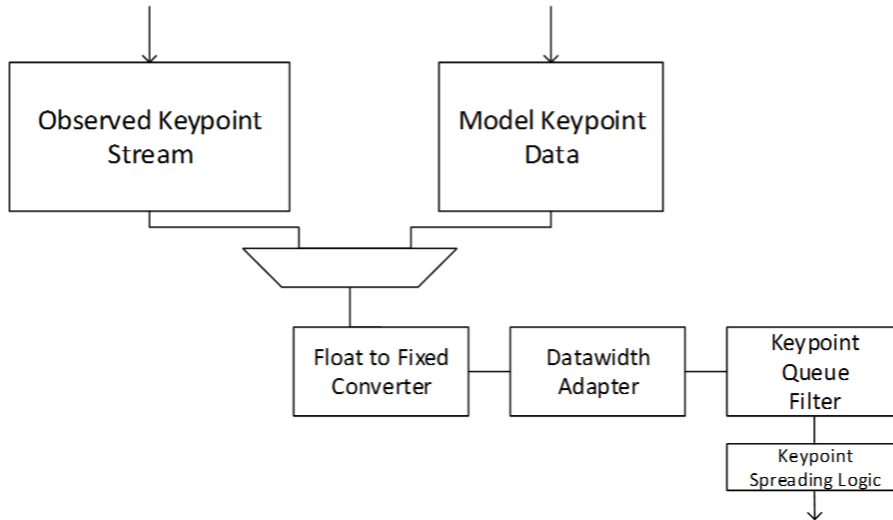 Observed Keypoint
Stream
Model Keypoint
Data
Float to Fixed
Converter
Datawidth
Adapter
Keypoint
Queue
Filter
Keypoint
Spreading Logic